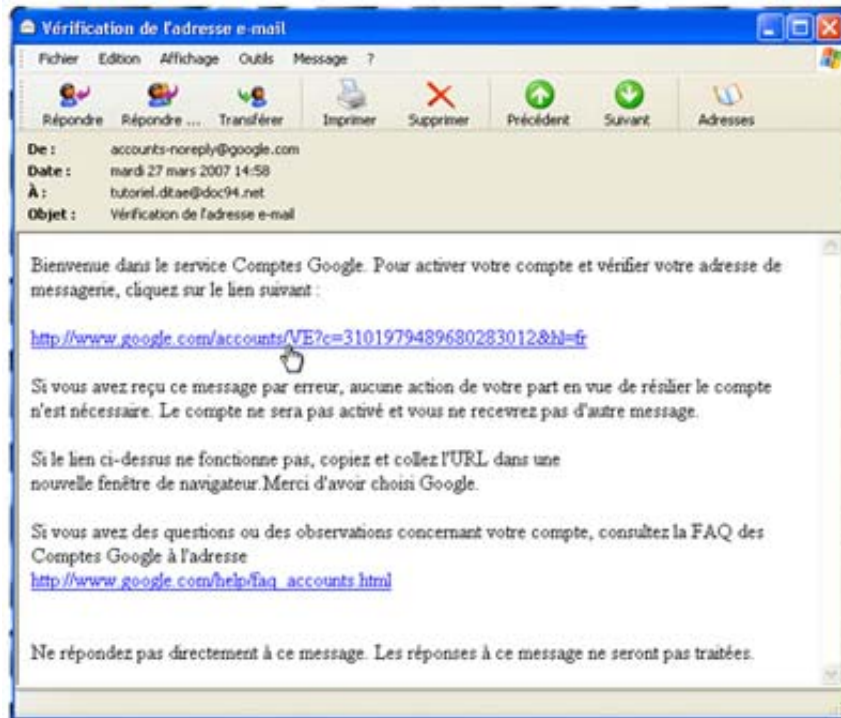 Vérification de l'adresse e-mail
Fichier Edition Affichage Outils Message ?
Répondre Répondre ... Transférer Imprimer Supprimer Précédent Suivant Adresses
De : accounts-noreply@google.com
Date : mardi 27 mars 2007 14:58
À : tutoriel.ditae@doc94.net
Objet : Vérification de l'adresse e-mail
Bienvenue dans le service Comptes Google. Pour activer votre compte et vérifier votre adresse de
messagerie, cliquez sur le lien suivant :
http://www.google.com/accounts/VE?c=3101979489680283012&hl=fr
Si vous avez reçu ce message par erreur, aucune action de votre part en vue de résilier le compte
n'est nécessaire. Le compte ne sera pas activé et vous ne recevrez pas d'autre message.
Si le lien ci-dessus ne fonctionne pas, copiez et collez l'URL dans une
nouvelle fenêtre de navigateur.Merci d'avoir choisi Google.
Si vous avez des questions ou des observations concernant votre compte, consultez la FAQ des
Comptes Google à l'adresse
http://www.google.com/help/faq_accounts.html
Ne répondez pas directement à ce message. Les réponses à ce message ne seront pas traitées.